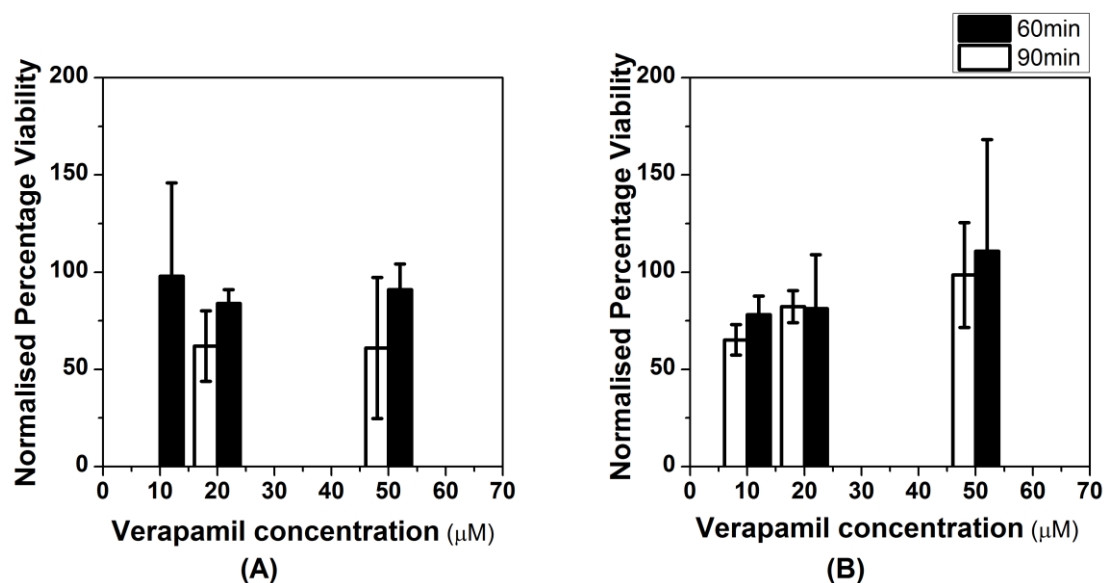 60min
90min
Normalised Percentage Viability
200
150
100
50
0
0 10 20 30 40 50 60 70
Verapamil concentration (μM)
(A)
Normalised Percentage Viability
200
150
100
50
0
0 10 20 30 40 50 60 70
Verapamil concentration (μM)
(B)